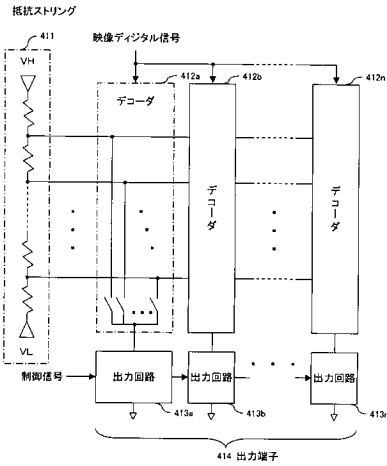 抵抗ストリング
411
映像ディジタル信号
VH
412a
412b
412n
デコーダ
デコーダ
デコーダ
VL
制御信号
出力回路
出力回路
出力回路
413a
413b
413n
414 出力端子